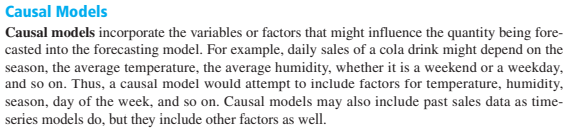 Causal Models
Causal models incorporate the variables or factors that might influence the quantity being fore-
casted into the forecasting model. For example, daily sales of a cola drink might depend on the
season, the average temperature, the average humidity, whether it is a weekend or a weekday,
and so on. Thus, a causal model would attempt to include factors for temperature, humidity,
season, day of the week, and so on. Causal models may also include past sales data as time-
series models do, but they include other factors as well.